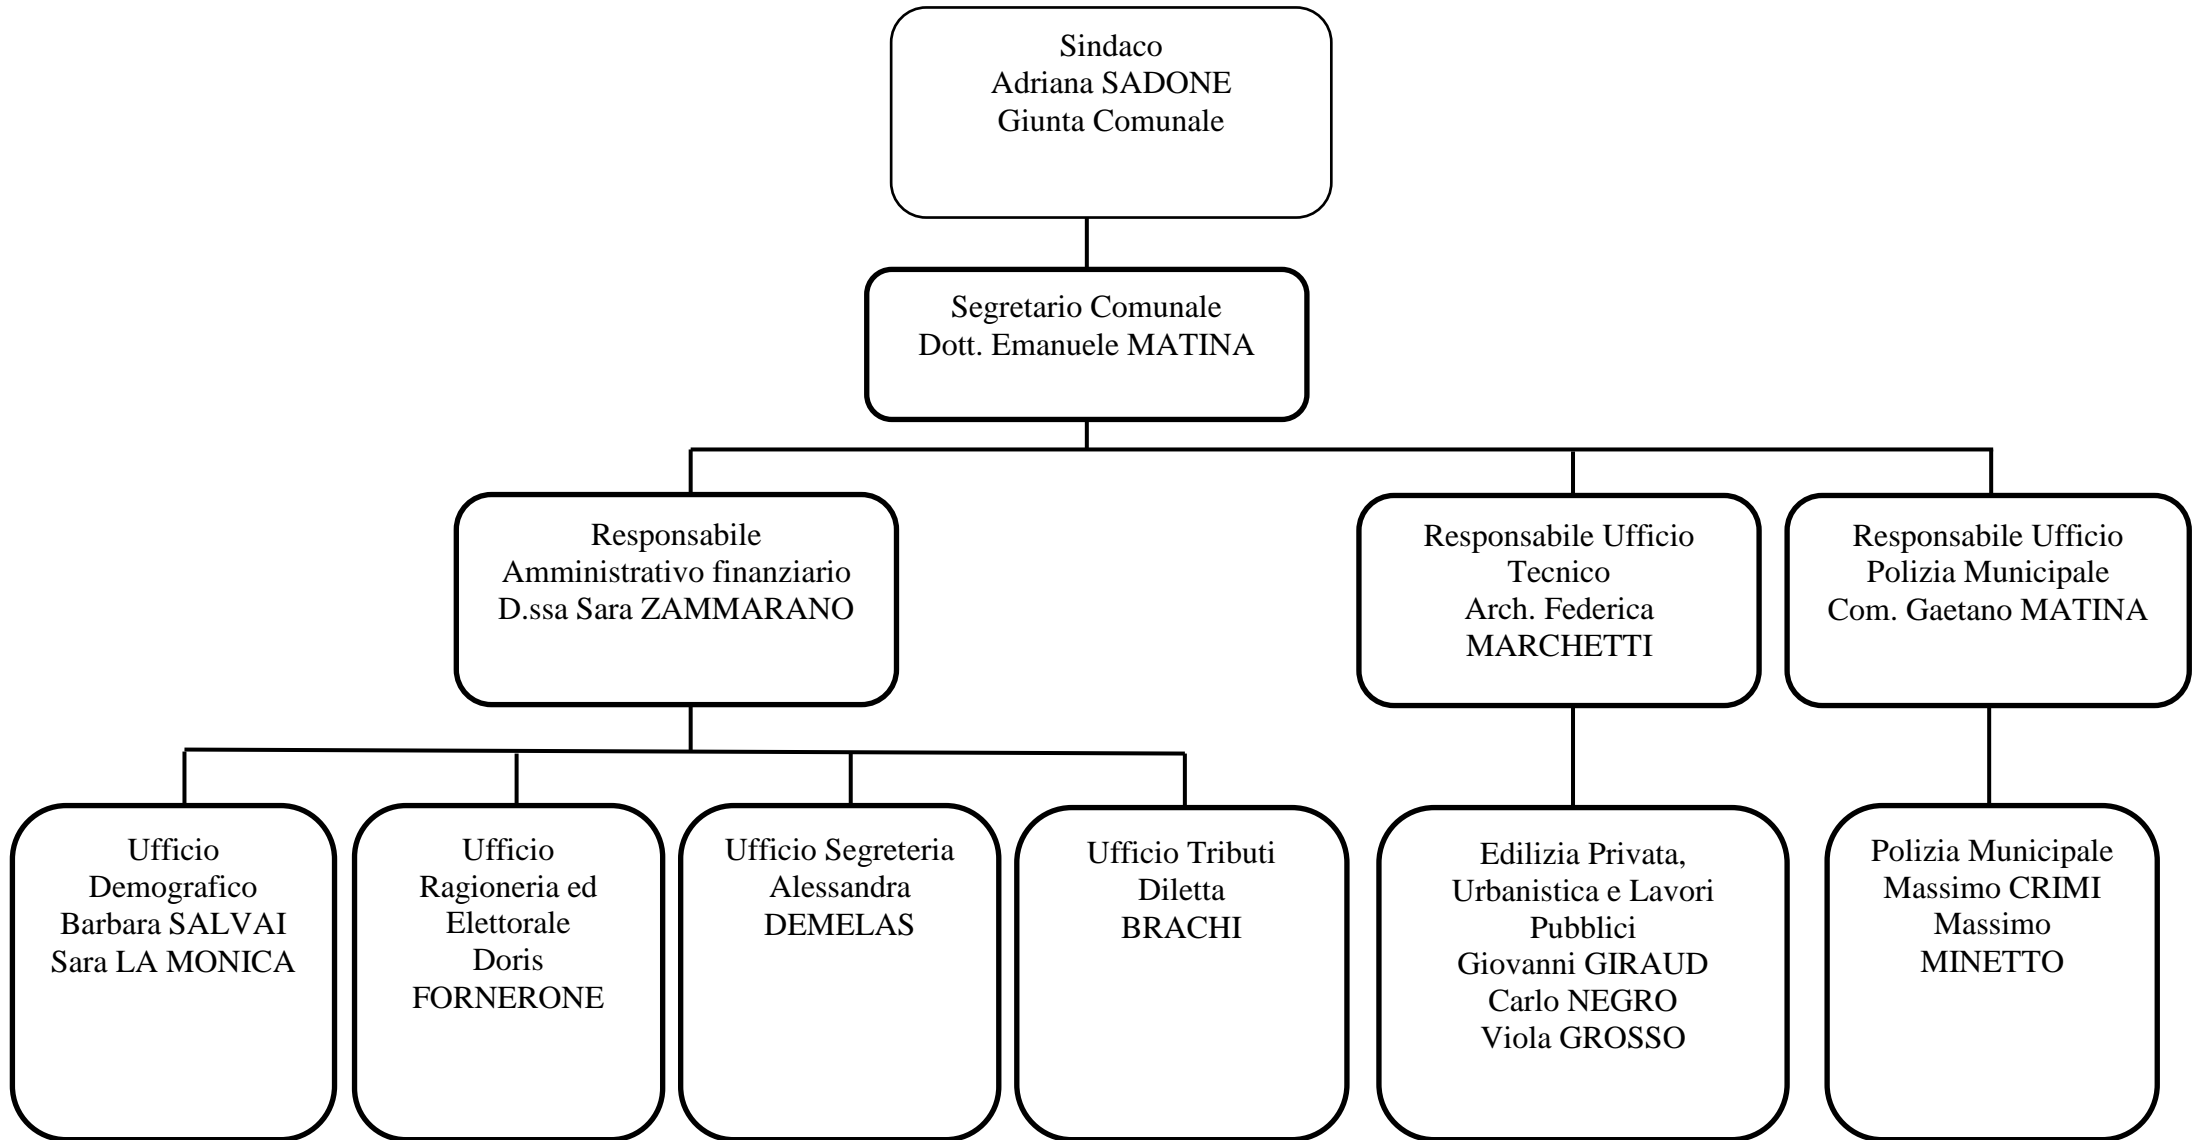 Sindaco
Adriana SADONE
Giunta Comunale
Segretario Comunale
Dott. Emanuele MATINA
Responsabile
Amministrativo finanziario
D.ssa Sara ZAMMARANO
Responsabile Ufficio
Tecnico
Arch. Federica
MARCHETTI
Responsabile Ufficio
Polizia Municipale
Com. Gaetano MATINA
Ufficio
Demografico
Barbara SALVAI
Sara LA MONICA
Ufficio
Ragioneria ed
Elettorale
Doris
FORNERONE
Ufficio Segreteria
Alessandra
DEMELAS
Ufficio Tributi
Diletta
BRACHI
Edilizia Privata,
Urbanistica e Lavori
Pubblici
Giovanni GIRAUD
Carlo NEGRO
Viola GROSSO
Polizia Municipale
Massimo CRIMI
Massimo
MINETTO